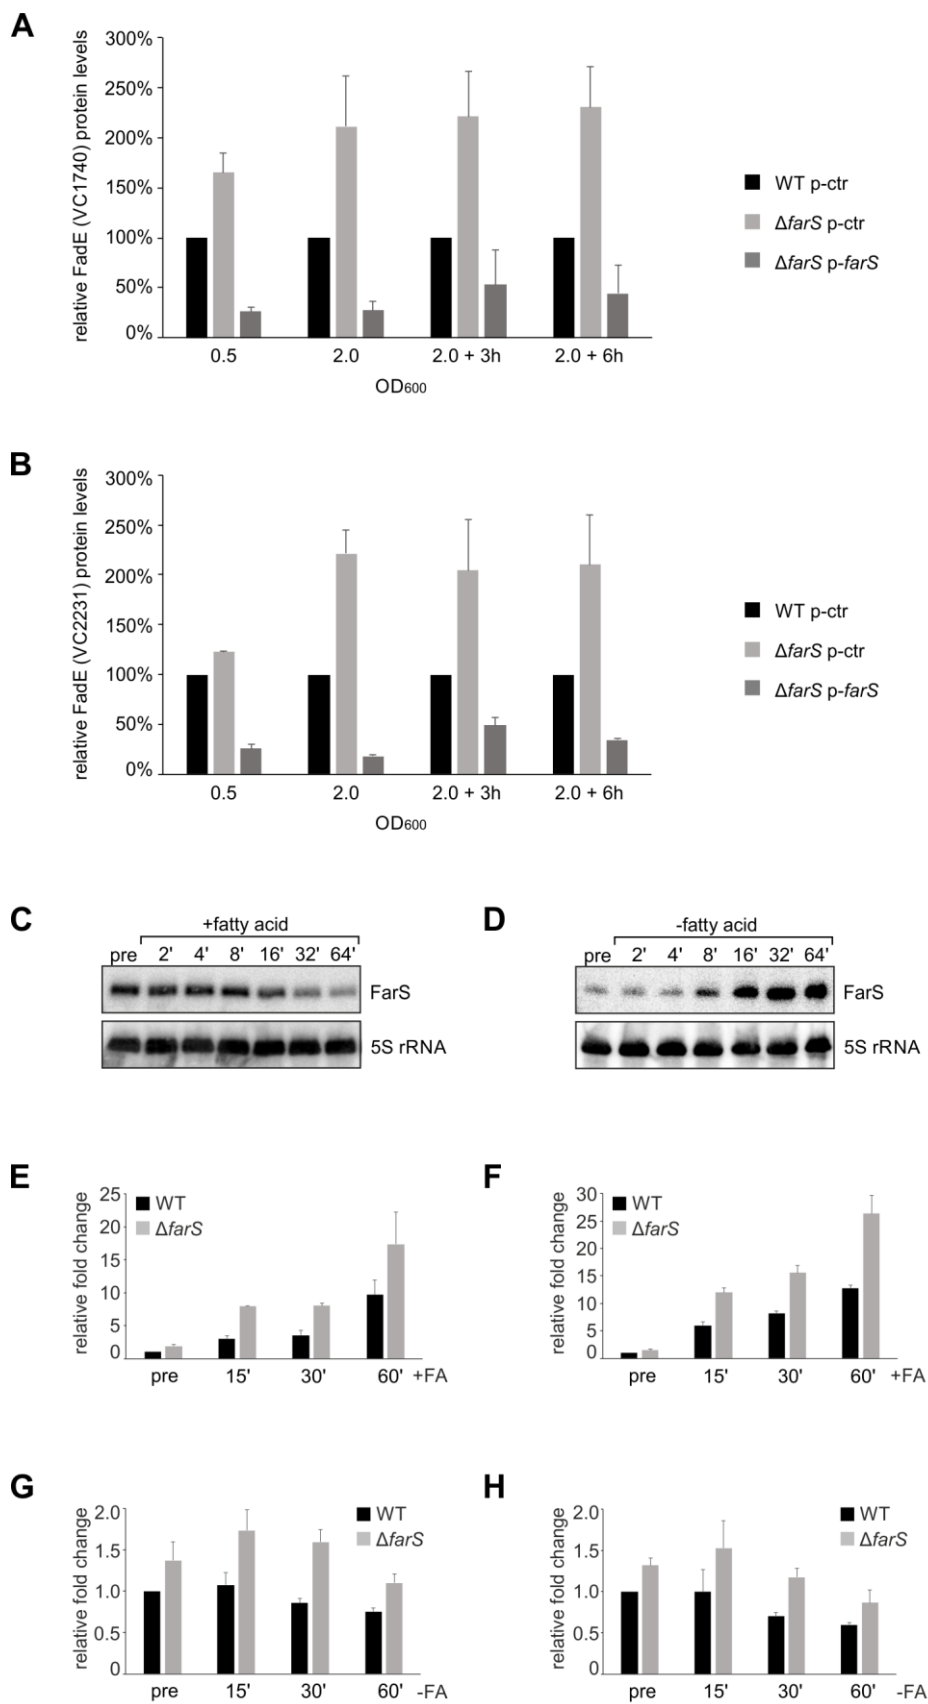 A
relative FadE (VC1740) protein levels
300%
250%
200%
150%
100%
50%
0%
0.5 2.0 2.0 + 3h 2.0 + 6h
OD600
WT p-ctr
ΔfarS p-ctr
ΔfarS p-farS
B
relative FadE (VC2231) protein levels
300%
250%
200%
150%
100%
50%
0%
0.5 2.0 2.0 + 3h 2.0 + 6h
OD600
WT p-ctr
ΔfarS p-ctr
ΔfarS p-farS
C
+fatty acid
pre 2' 4' 8' 16' 32' 64'
FarS
5S rRNA
D
-fatty acid
pre 2' 4' 8' 16' 32' 64'
FarS
5S rRNA
E
relative fold change
25
20
15
10
5
0
WT
ΔfarS
pre 15' 30' 60' +FA
F
relative fold change
30
25
20
15
10
5
0
WT
ΔfarS
pre 15' 30' 60' +FA
G
relative fold change
2.0
1.5
1.0
0.5
0
WT
ΔfarS
pre 15' 30' 60' -FA
H
relative fold change
2.0
1.5
1.0
0.5
0
WT
ΔfarS
pre 15' 30' 60' -FA